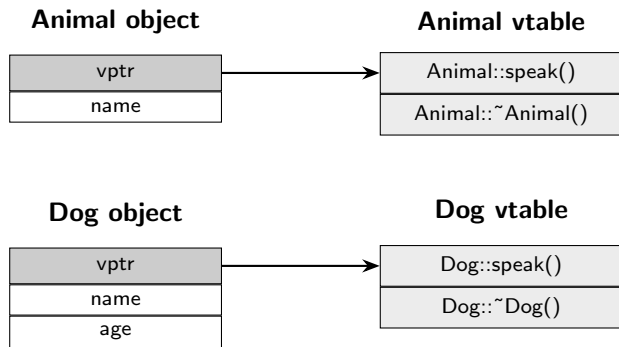 Animal object
Animal vtable
vptr
Animal::speak()
name
Animal::~Animal()
Dog object
Dog vtable
vptr
Dog::speak()
name
Dog::~Dog()
age